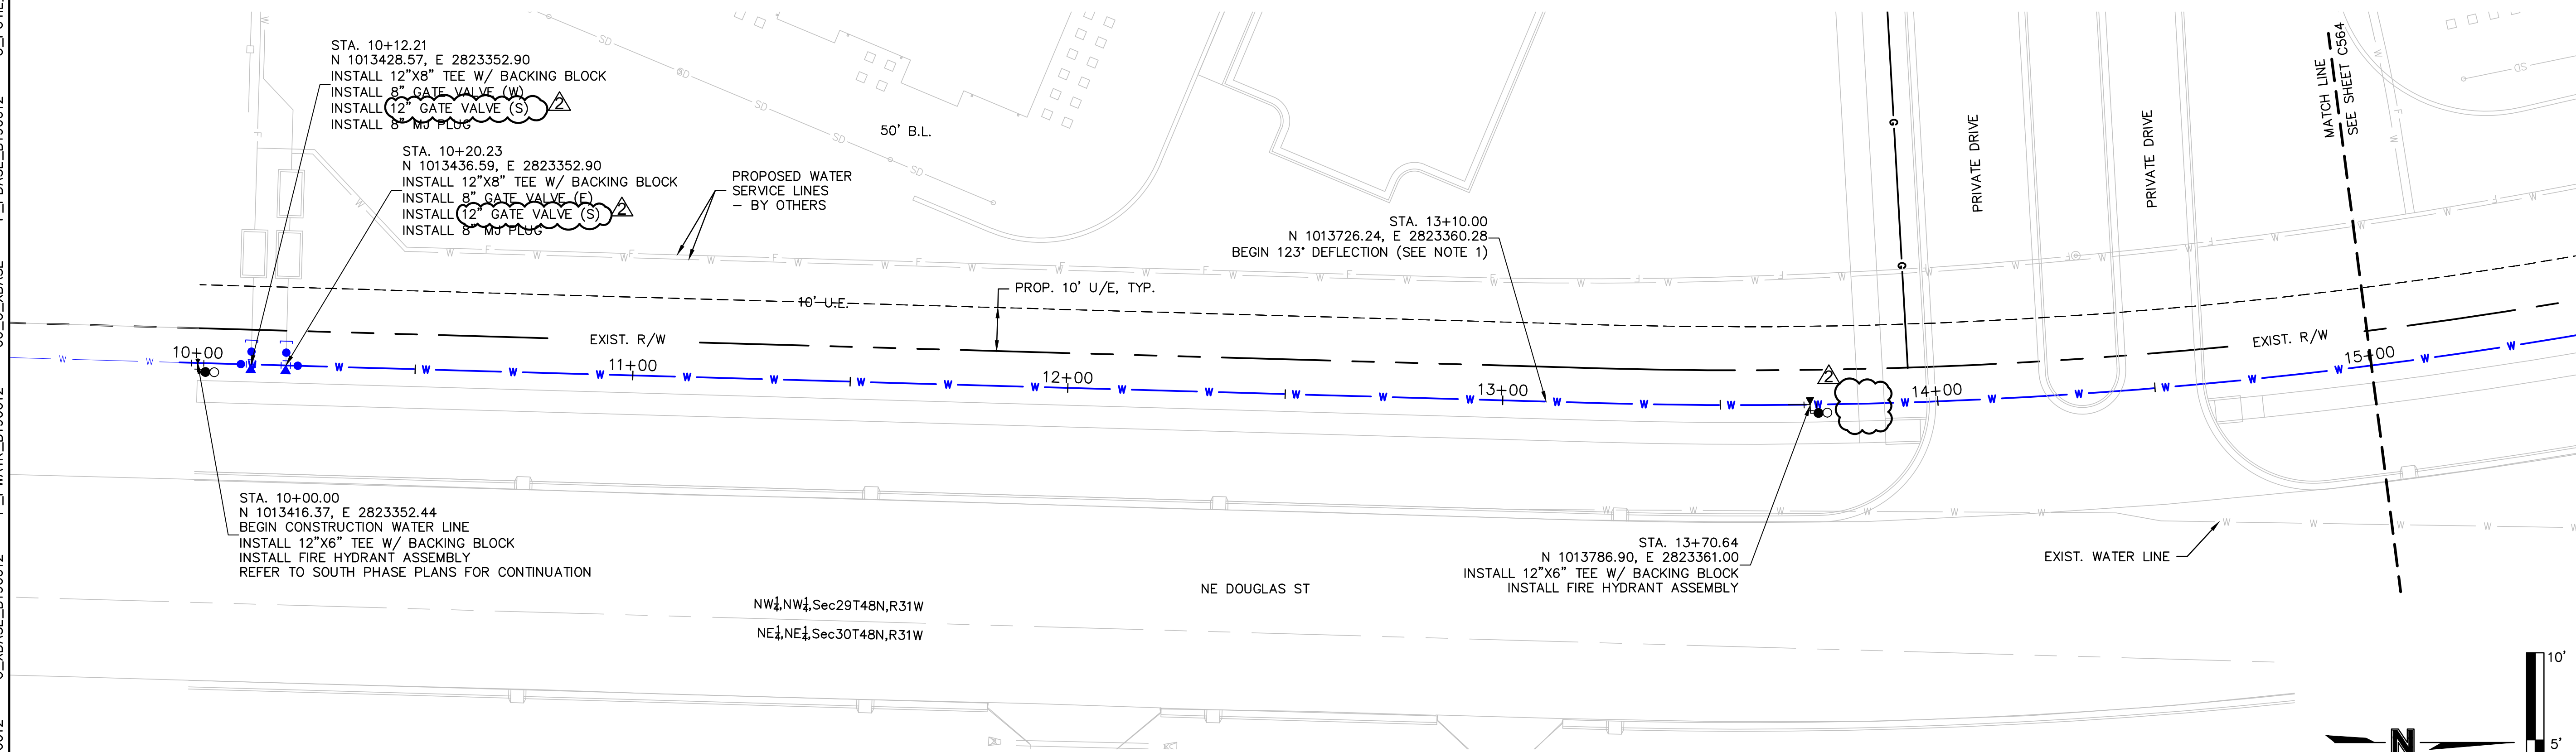 STA. 10+12.21
N 1013428.57, E 2823352.90
INSTALL 12"X8" TEE W/ BACKING BLOCK
INSTALL 8" GATE VALVE (W)
INSTALL 12" GATE VALVE (S)
2
INSTALL 8" MJ PLUG
STA. 10+20.23
N 1013436.59, E 2823352.90
INSTALL 12"X8" TEE W/ BACKING BLOCK
INSTALL 8" GATE VALVE (E)
INSTALL 12" GATE VALVE (S)
2
INSTALL 8" MJ PLUG
PROPOSED WATER
SERVICE LINES
– BY OTHERS
50' B.L.
STA. 13+10.00
N 1013726.24, E 2823360.28
BEGIN 123° DEFLECTION (SEE NOTE 1)
PRIVATE DRIVE
PRIVATE DRIVE
MATCH LINE
SEE SHEET C564
10' U.E.
PROP. 10' U/E, TYP.
EXIST. R/W
EXIST. R/W
10+00
11+00
12+00
13+00
14+00
15+00
2
G
G
STA. 10+00.00
N 1013416.37, E 2823352.44
BEGIN CONSTRUCTION WATER LINE
INSTALL 12"X6" TEE W/ BACKING BLOCK
INSTALL FIRE HYDRANT ASSEMBLY
REFER TO SOUTH PHASE PLANS FOR CONTINUATION
STA. 13+70.64
N 1013786.90, E 2823361.00
INSTALL 12"X6" TEE W/ BACKING BLOCK
INSTALL FIRE HYDRANT ASSEMBLY
EXIST. WATER LINE
NE DOUGLAS ST
NW¼,NW¼,Sec29T48N,R31W
NE¼,NE¼,Sec30T48N,R31W
10'
5'
N